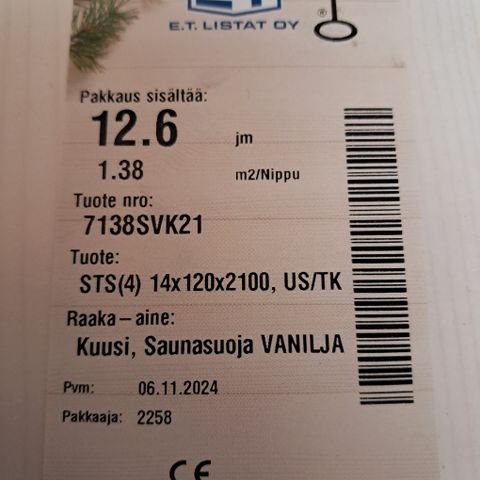 E.T. LISTAT OY
Pakkaus sisältää:
12.6 jm
1.38 m2/Nippu
Tuote nro:
7138SVK21
Tuote:
STS(4) 14x120x2100, US/TK
Raaka-aine:
Kuusi, Saunasuoja VANILJA
Pvm: 06.11.2024
Pakkaaja: 2258
CE